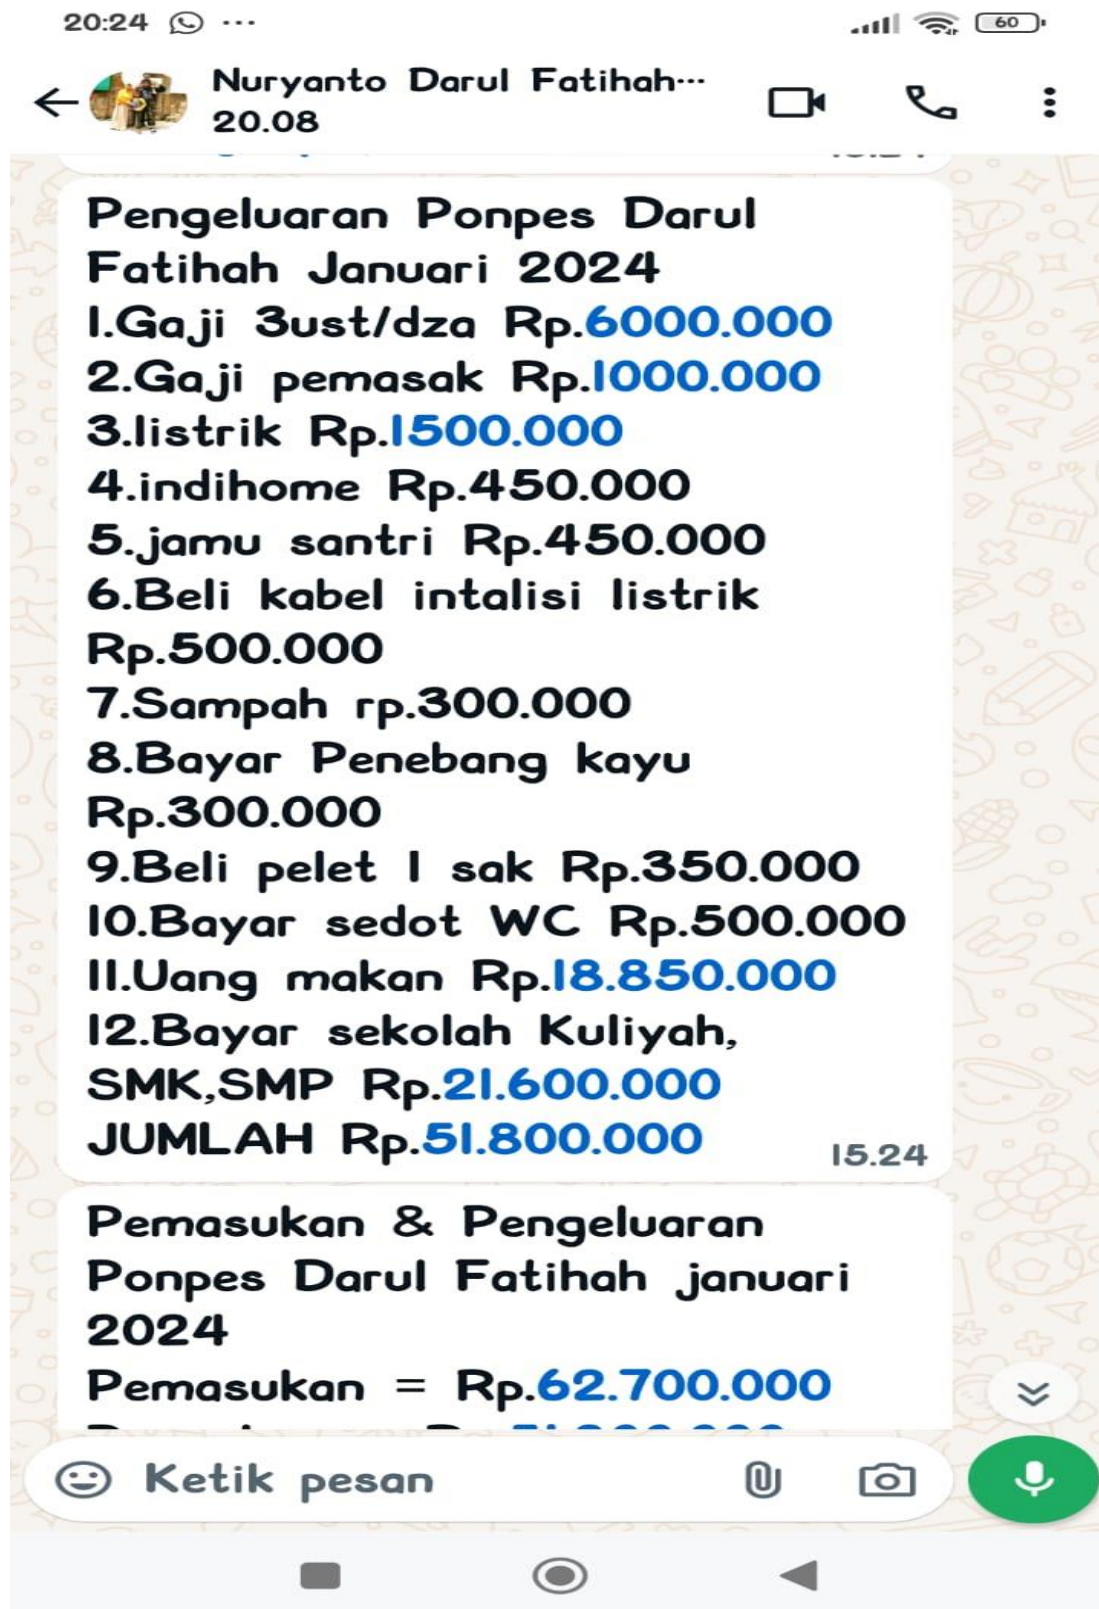 20:24 ...
60
Nuryanto Darul Fatihah...
20.08
Pengeluaran Ponpes Darul
Fatihah Januari 2024
1.Gaji 3ust/dza Rp.6000.000
2.Gaji pemasak Rp.1000.000
3.listrik Rp.1500.000
4.indihome Rp.450.000
5.jamu santri Rp.450.000
6.Beli kabel intalisi listrik
Rp.500.000
7.Sampah rp.300.000
8.Bayar Penebang kayu
Rp.300.000
9.Beli pelet 1 sak Rp.350.000
10.Bayar sedot WC Rp.500.000
11.Uang makan Rp.18.850.000
12.Bayar sekolah Kuliyah,
SMK,SMP Rp.21.600.000
JUMLAH Rp.51.800.000
15.24
Pemasukan & Pengeluaran
Ponpes Darul Fatihah januari
2024
Pemasukan = Rp.62.700.000
Ketik pesan